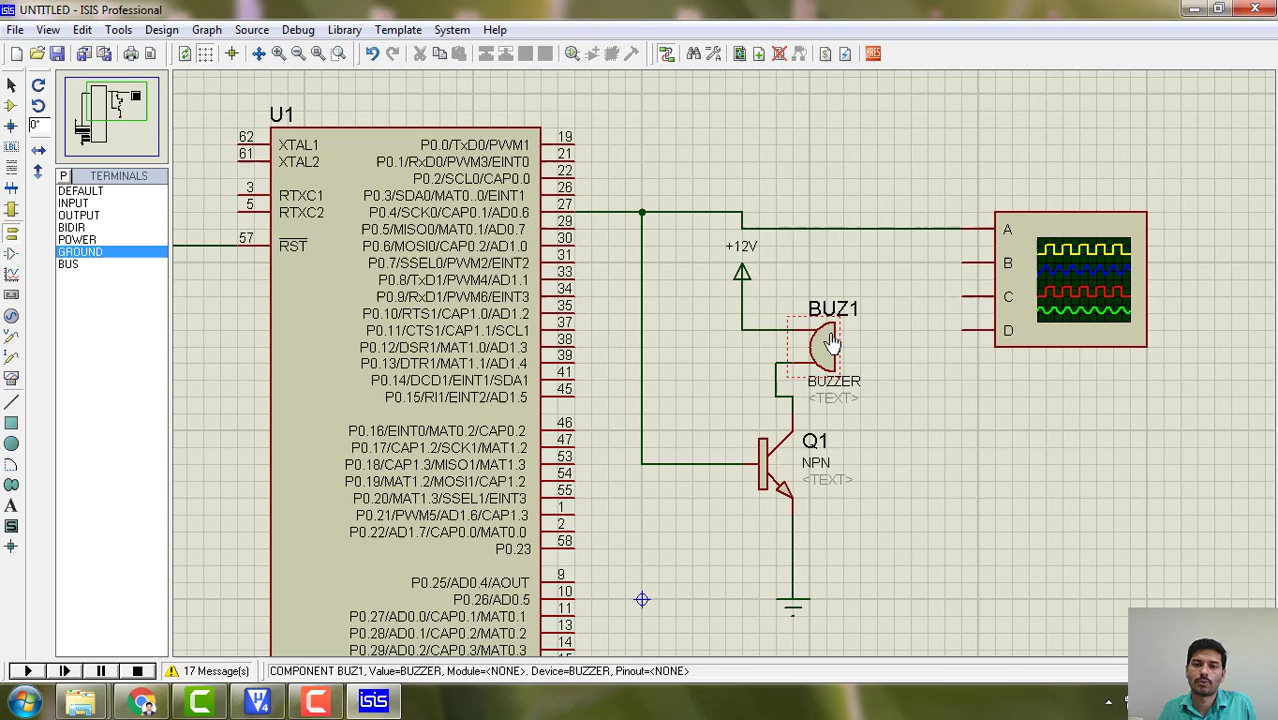 UNTITLED - ISIS Professional
File View Edit Tools Design Graph Source Debug Library Template System Help
ARES
0°
LBL
P TERMINALS
DEFAULT
INPUT
OUTPUT
BIDIR
POWER
GROUND
BUS
U1
62 XTAL1
61 XTAL2
3 RTXC1
5 RTXC2
57 RST
P0.0/TxD0/PWM1 19
P0.1/RxD0/PWM3/EINT0 21
P0.2/SCL0/CAP0.0 22
P0.3/SDA0/MAT0..0/EINT1 26
P0.4/SCK0/CAP0.1/AD0.6 27
P0.5/MISO0/MAT0.1/AD0.7 29
P0.6/MOSI0/CAP0.2/AD1.0 30
P0.7/SSEL0/PWM2/EINT2 31
P0.8/TxD1/PWM4/AD1.1 33
P0.9/RxD1/PWM6/EINT3 34
P0.10/RTS1/CAP1.0/AD1.2 35
P0.11/CTS1/CAP1.1/SCL1 37
P0.12/DSR1/MAT1.0/AD1.3 38
P0.13/DTR1/MAT1.1/AD1.4 39
P0.14/DCD1/EINT1/SDA1 41
P0.15/RI1/EINT2/AD1.5 45
P0.16/EINT0/MAT0.2/CAP0.2 46
P0.17/CAP1.2/SCK1/MAT1.2 47
P0.18/CAP1.3/MISO1/MAT1.3 53
P0.19/MAT1.2/MOSI1/CAP1.2 54
P0.20/MAT1.3/SSEL1/EINT3 55
P0.21/PWM5/AD1.6/CAP1.3 1
P0.22/AD1.7/CAP0.0/MAT0.0 2
P0.23 58
P0.25/AD0.4/AOUT 9
P0.26/AD0.5 10
P0.27/AD0.0/CAP0.1/MAT0.1 11
P0.28/AD0.1/CAP0.2/MAT0.2 13
P0.29/AD0.2/CAP0.3/MAT0.3 14
+12V
BUZ1
BUZZER
<TEXT>
Q1
NPN
<TEXT>
A
B
C
D
17 Message(s)
COMPONENT BUZ1, Value=BUZZER, Module=<NONE>. Device=BUZZER, Pinout=<NONE>
isis